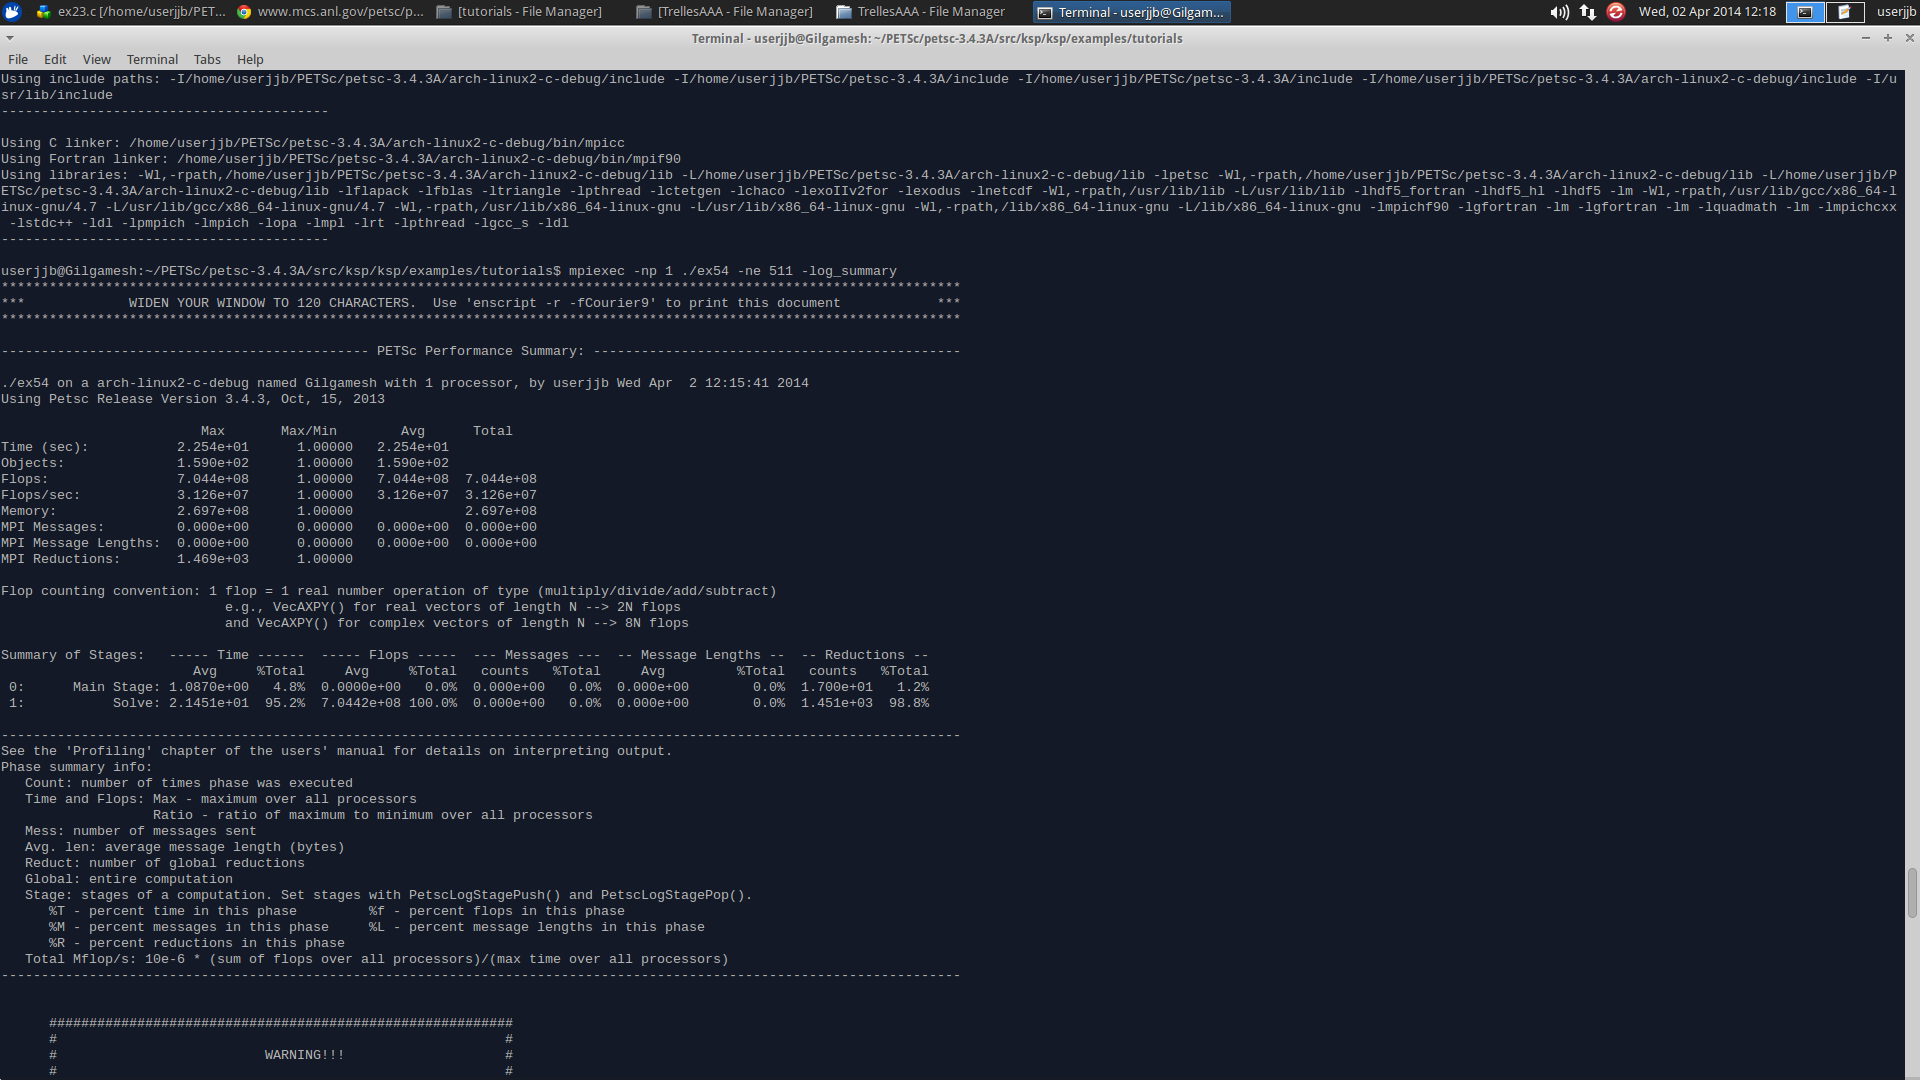 ex23.c [/home/userjjb/PET... www.mcs.anl.gov/petsc/p... [tutorials - File Manager] [TrellesAAA - File Manager] TrellesAAA - File Manager Terminal - userjjb@Gilgam... Wed, 02 Apr 2014 12:18 userjjb
Terminal - userjjb@Gilgamesh: ~/PETSc/petsc-3.4.3A/src/ksp/ksp/examples/tutorials
File Edit View Terminal Tabs Help
Using include paths: -I/home/userjjb/PETSc/petsc-3.4.3A/arch-linux2-c-debug/include -I/home/userjjb/PETSc/petsc-3.4.3A/include -I/home/userjjb/PETSc/petsc-3.4.3A/include -I/home/userjjb/PETSc/petsc-3.4.3A/arch-linux2-c-debug/include -I/u
sr/lib/include
-----------------------------------------
Using C linker: /home/userjjb/PETSc/petsc-3.4.3A/arch-linux2-c-debug/bin/mpicc
Using Fortran linker: /home/userjjb/PETSc/petsc-3.4.3A/arch-linux2-c-debug/bin/mpif90
Using libraries: -Wl,-rpath,/home/userjjb/PETSc/petsc-3.4.3A/arch-linux2-c-debug/lib -L/home/userjjb/PETSc/petsc-3.4.3A/arch-linux2-c-debug/lib -lpetsc -Wl,-rpath,/home/userjjb/PETSc/petsc-3.4.3A/arch-linux2-c-debug/lib -L/home/userjjb/P
ETSc/petsc-3.4.3A/arch-linux2-c-debug/lib -lflapack -lfblas -ltriangle -lpthread -lctetgen -lchaco -lexoIIv2for -lexodus -lnetcdf -Wl,-rpath,/usr/lib/lib -L/usr/lib/lib -lhdf5_fortran -lhdf5_hl -lhdf5 -lm -Wl,-rpath,/usr/lib/gcc/x86_64-l
inux-gnu/4.7 -L/usr/lib/gcc/x86_64-linux-gnu/4.7 -Wl,-rpath,/usr/lib/x86_64-linux-gnu -L/usr/lib/x86_64-linux-gnu -Wl,-rpath,/lib/x86_64-linux-gnu -L/lib/x86_64-linux-gnu -lmpichf90 -lgfortran -lm -lgfortran -lm -lquadmath -lm -lmpichcxx
-lstdc++ -ldl -lpmpich -lmpich -lopa -lmpl -lrt -lpthread -lgcc_s -ldl
-----------------------------------------
userjjb@Gilgamesh:~/PETSc/petsc-3.4.3A/src/ksp/ksp/examples/tutorials$ mpiexec -np 1 ./ex54 -ne 511 -log_summary
************************************************************************************************************************
*** WIDEN YOUR WINDOW TO 120 CHARACTERS. Use 'enscript -r -fCourier9' to print this document ***
************************************************************************************************************************
---------------------------------------------- PETSc Performance Summary: ----------------------------------------------
./ex54 on a arch-linux2-c-debug named Gilgamesh with 1 processor, by userjjb Wed Apr 2 12:15:41 2014
Using Petsc Release Version 3.4.3, Oct, 15, 2013
Max Max/Min Avg Total
Time (sec): 2.254e+01 1.00000 2.254e+01
Objects: 1.590e+02 1.00000 1.590e+02
Flops: 7.044e+08 1.00000 7.044e+08 7.044e+08
Flops/sec: 3.126e+07 1.00000 3.126e+07 3.126e+07
Memory: 2.697e+08 1.00000 2.697e+08
MPI Messages: 0.000e+00 0.00000 0.000e+00 0.000e+00
MPI Message Lengths: 0.000e+00 0.00000 0.000e+00 0.000e+00
MPI Reductions: 1.469e+03 1.00000
Flop counting convention: 1 flop = 1 real number operation of type (multiply/divide/add/subtract)
e.g., VecAXPY() for real vectors of length N --> 2N flops
and VecAXPY() for complex vectors of length N --> 8N flops
Summary of Stages: ----- Time ------ ----- Flops ----- --- Messages --- -- Message Lengths -- -- Reductions --
Avg %Total Avg %Total counts %Total Avg %Total counts %Total
0: Main Stage: 1.0870e+00 4.8% 0.0000e+00 0.0% 0.000e+00 0.0% 0.000e+00 0.0% 1.700e+01 1.2%
1: Solve: 2.1451e+01 95.2% 7.0442e+08 100.0% 0.000e+00 0.0% 0.000e+00 0.0% 1.451e+03 98.8%
------------------------------------------------------------------------------------------------------------------------
See the 'Profiling' chapter of the users' manual for details on interpreting output.
Phase summary info:
Count: number of times phase was executed
Time and Flops: Max - maximum over all processors
Ratio - ratio of maximum to minimum over all processors
Mess: number of messages sent
Avg. len: average message length (bytes)
Reduct: number of global reductions
Global: entire computation
Stage: stages of a computation. Set stages with PetscLogStagePush() and PetscLogStagePop().
%T - percent time in this phase %f - percent flops in this phase
%M - percent messages in this phase %L - percent message lengths in this phase
%R - percent reductions in this phase
Total Mflop/s: 10e-6 * (sum of flops over all processors)/(max time over all processors)
------------------------------------------------------------------------------------------------------------------------
##########################################################
# #
# WARNING!!! #
# #